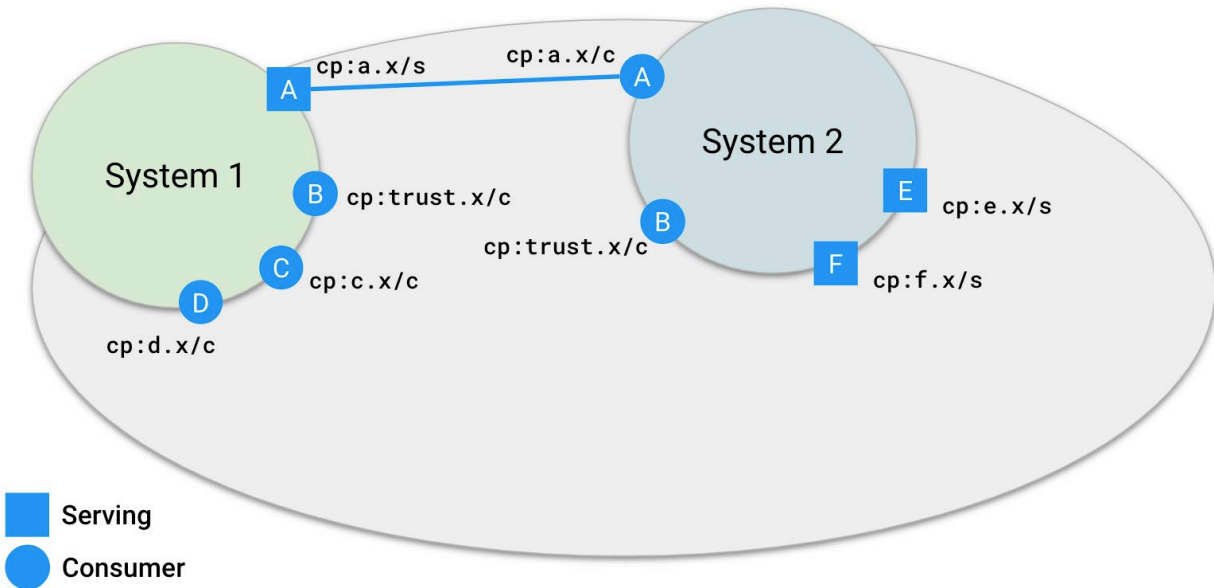 cp:a.x/s
cp:a.x/c
A
A
System 1
System 2
B
cp:trust.x/c
E
cp:e.x/s
B
cp:trust.x/c
C
cp:c.x/c
F
cp:f.x/s
D
cp:d.x/c
Serving
Consumer